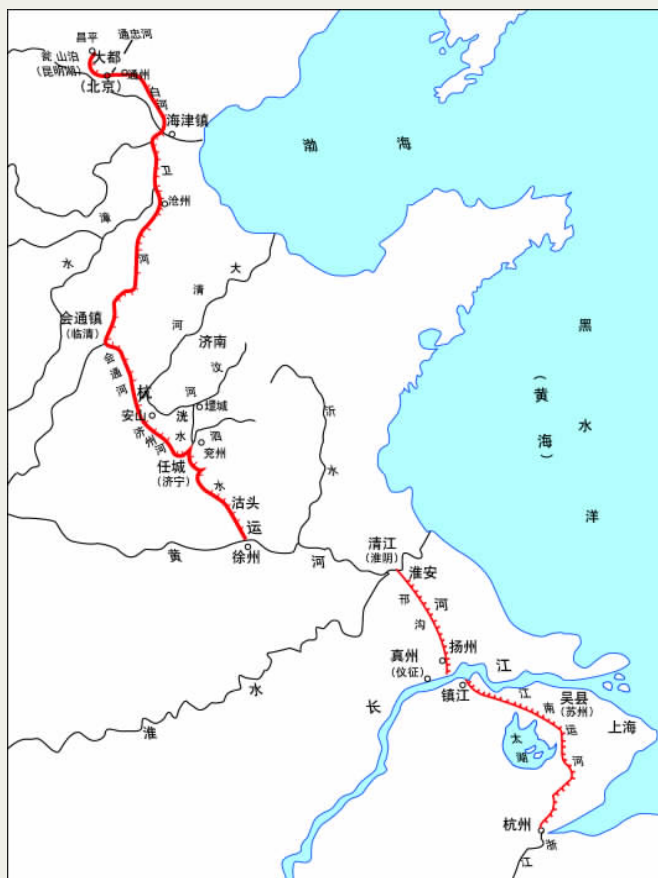 昌平
通忠河
瓮山泊
(昆明湖)
大都
(北京)
通州
白河
海津镇
渤海
卫河
沧州
漳水
大清河
会通镇
(临清)
济南
会通河
杭
汶河
堽城
安山
洸水
济州河
泗水
兖州
沂水
任城
(济宁)
沽头
运
黑水洋
(黄海)
黄河
徐州
清江
(淮阴)
淮安
河
邗沟
扬州
真州
(仪征)
长江
镇江
江南运河
吴县
(苏州)
上海
太湖
淮水
杭州
浙江